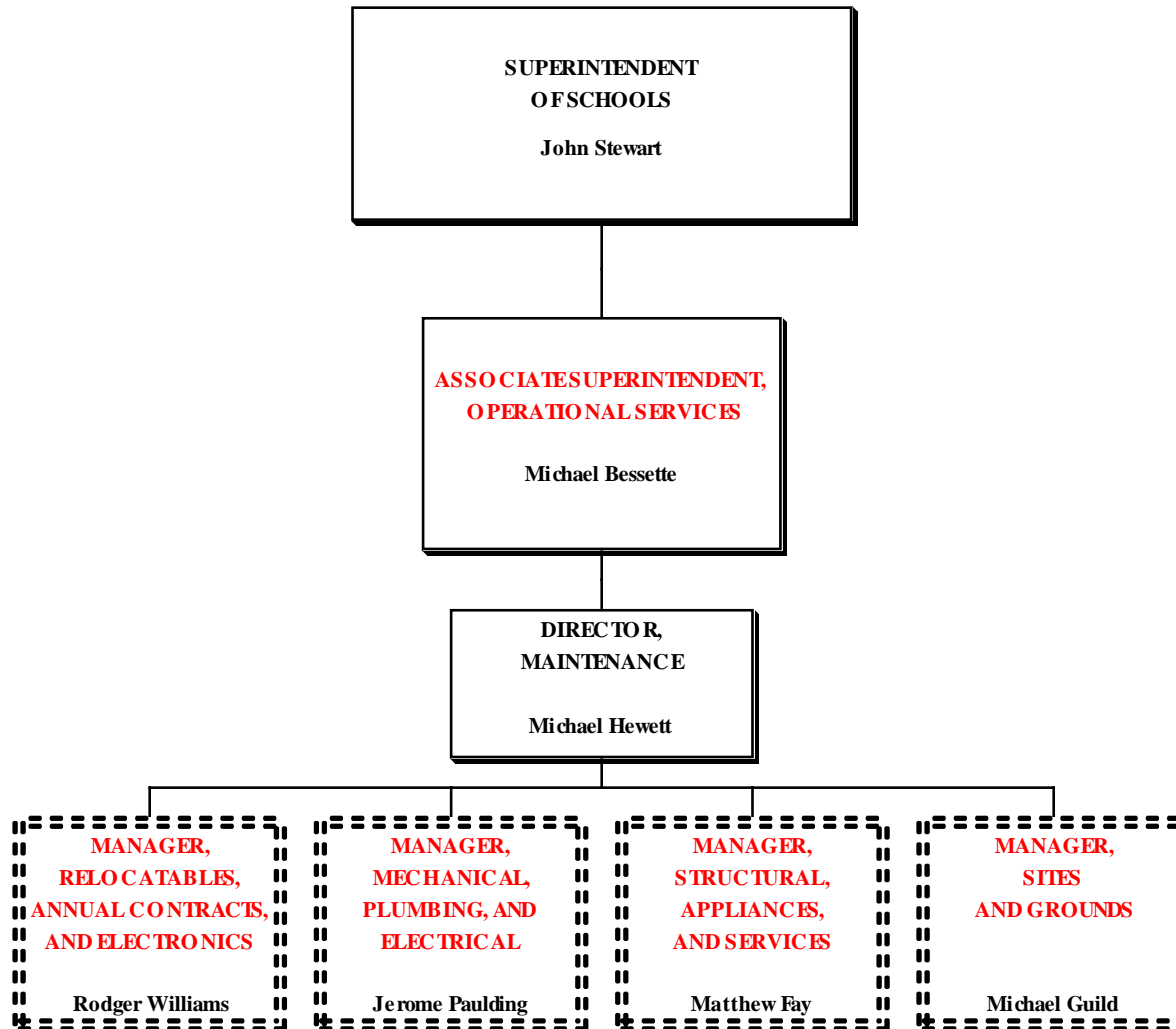 SUPERINTENDENT
OF SCHOOLS
John Stewart
ASSOCIATE SUPERINTENDENT,
OPERATIONAL SERVICES
Michael Bessette
DIRECTOR,
MAINTENANCE
Michael Hewett
MANAGER,
RELOCATABLES,
ANNUAL CONTRACTS,
AND ELECTRONICS
Rodger Williams
MANAGER,
MECHANICAL,
PLUMBING, AND
ELECTRICAL
Jerome Paulding
MANAGER,
STRUCTURAL,
APPLIANCES,
AND SERVICES
Matthew Fay
MANAGER,
SITES
AND GROUNDS
Michael Guild